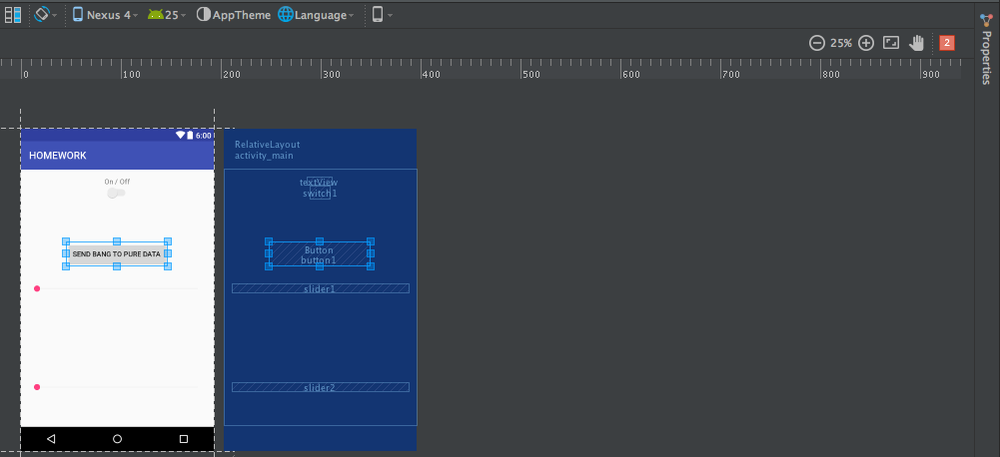 Nexus 4 25 AppTheme Language
25% 2
Properties
0 100 200 300 400 500 600 700 800 900
6:00
HOMEWORK
On / Off
SEND BANG TO PURE DATA
RelativeLayout
activity_main
textView
switch1
Button
button1
slider1
slider2